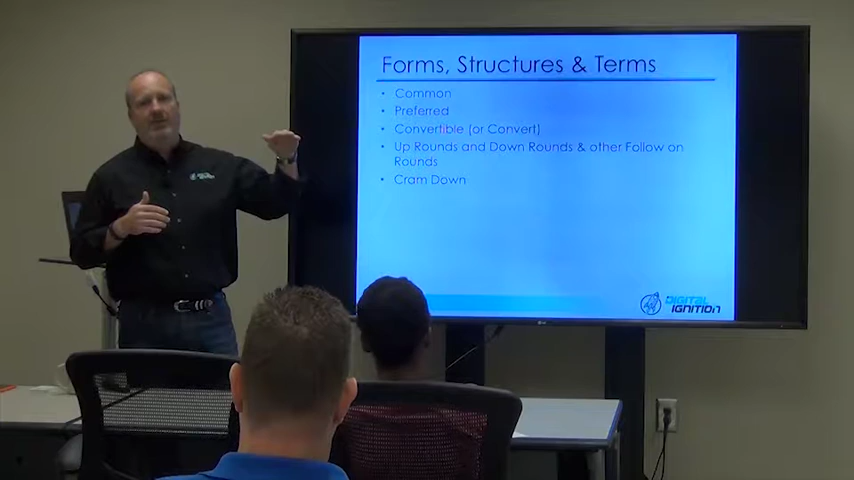 Forms, Structures & Terms
• Common
• Preferred
• Convertible (or Convert)
• Up Rounds and Down Rounds & other Follow on
Rounds
• Cram Down
DIGITAL
IGNITION
LG